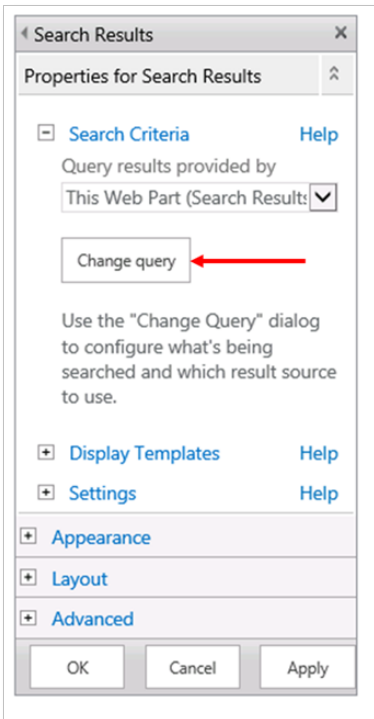 Search Results
Properties for Search Results
Search Criteria Help
Query results provided by
This Web Part (Search Results
Change query
Use the "Change Query" dialog
to configure what's being
searched and which result source
to use.
Display Templates Help
Settings Help
Appearance
Layout
Advanced
OK Cancel Apply